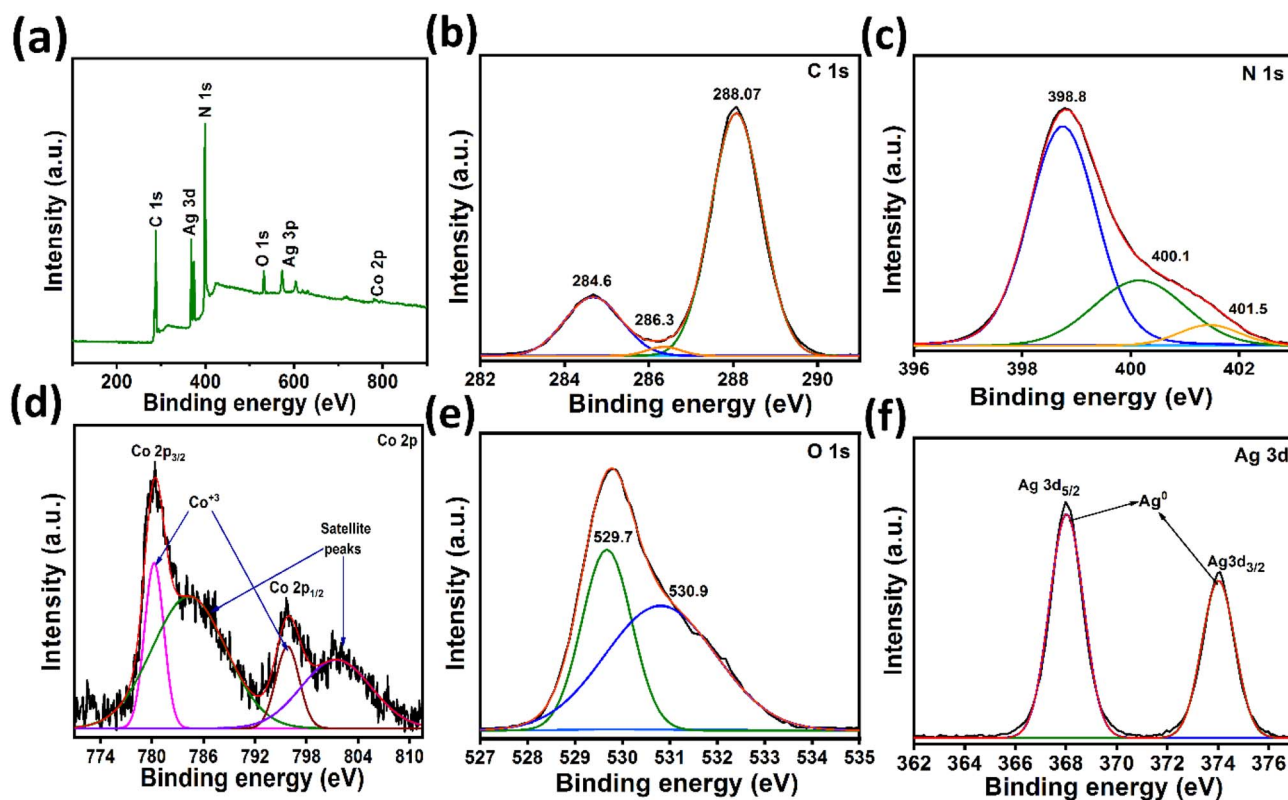 (a)
Intensity (a.u.)
C 1s
Ag 3d
N 1s
O 1s
Ag 3p
Co 2p
200
400
600
800
Binding energy (eV)
(b)
C 1s
Intensity (a.u.)
284.6
286.3
288.07
282
284
286
288
290
Binding energy (eV)
(c)
N 1s
Intensity (a.u.)
398.8
400.1
401.5
396
398
400
402
Binding energy (eV)
(d)
Co 2p
Intensity (a.u.)
Co 2p3/2
Co+3
Satellite
peaks
Co 2p1/2
774
780
786
792
798
804
810
Binding energy (eV)
(e)
O 1s
Intensity (a.u.)
529.7
530.9
527
528
529
530
531
532
533
534
535
Binding energy (eV)
(f)
Ag 3d
Intensity (a.u.)
Ag 3d5/2
Ag0
Ag3d3/2
362
364
366
368
370
372
374
376
Binding energy (eV)